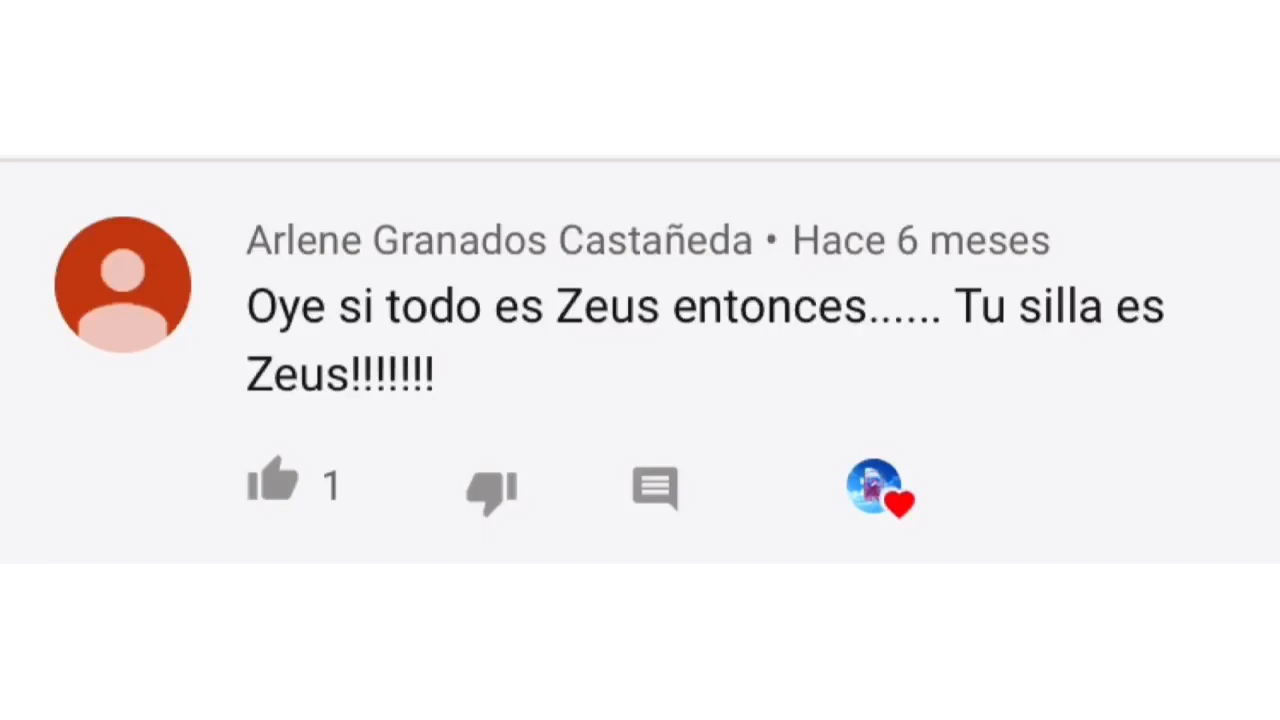 Arlene Granados Castañeda • Hace 6 meses
Oye si todo es Zeus entonces...... Tu silla es
Zeus!!!!!!!
1